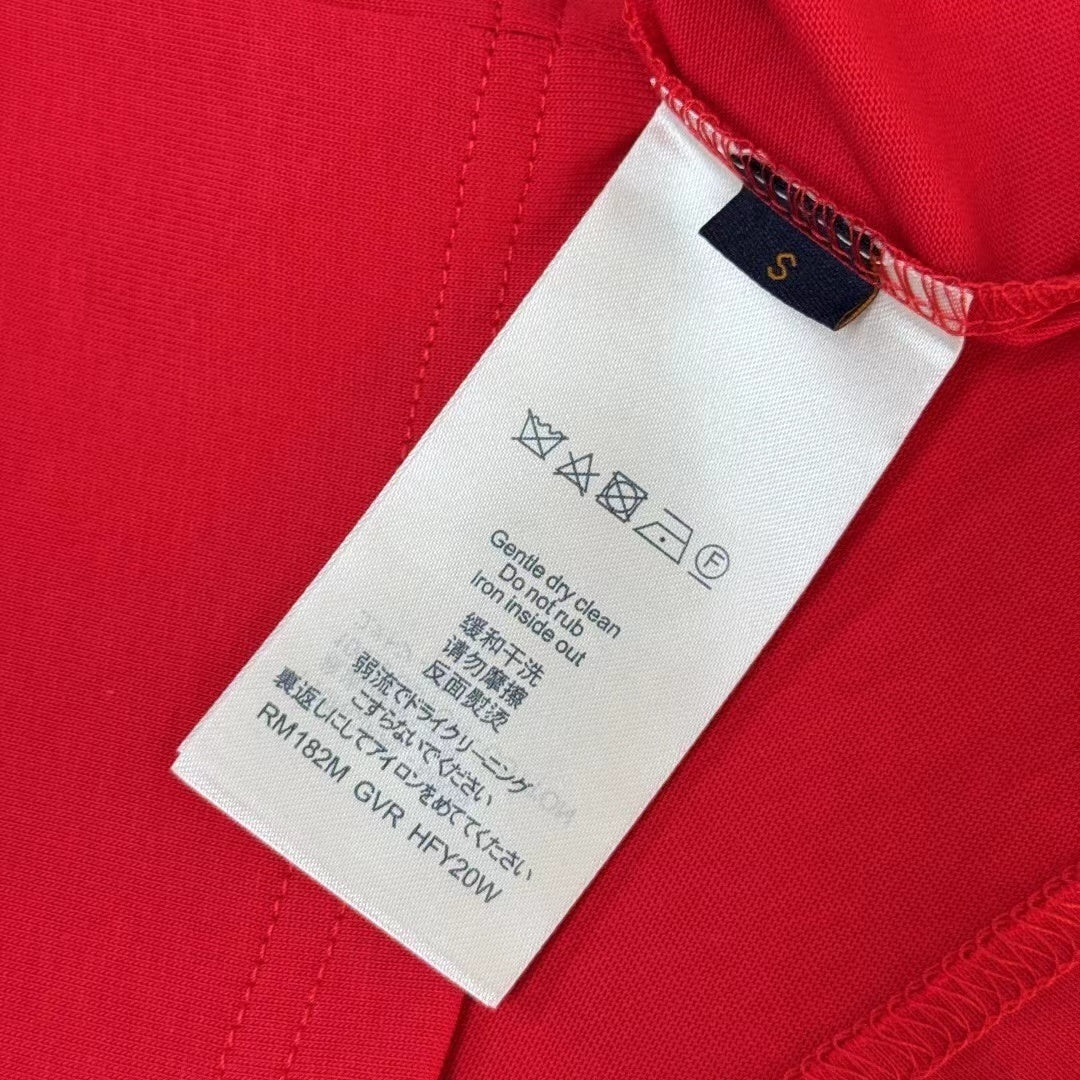 S
F
Gentle dry clean
Do not rub
Iron inside out
缓和干洗
请勿摩擦
反面熨烫
弱流でドライクリーニング
こすらないでください
裏返しにしてアイロンをめててください
RM182M GVR HFY20W